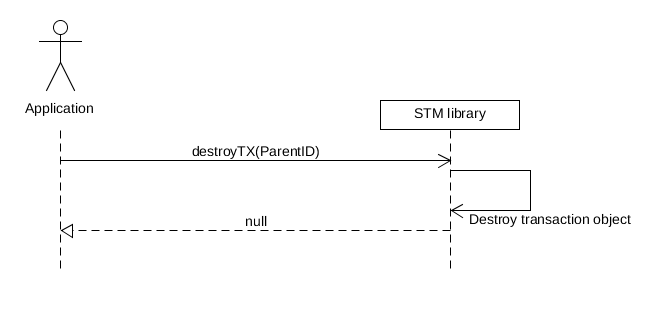 Application
STM library
destroyTX(ParentID)
Destroy transaction object
null